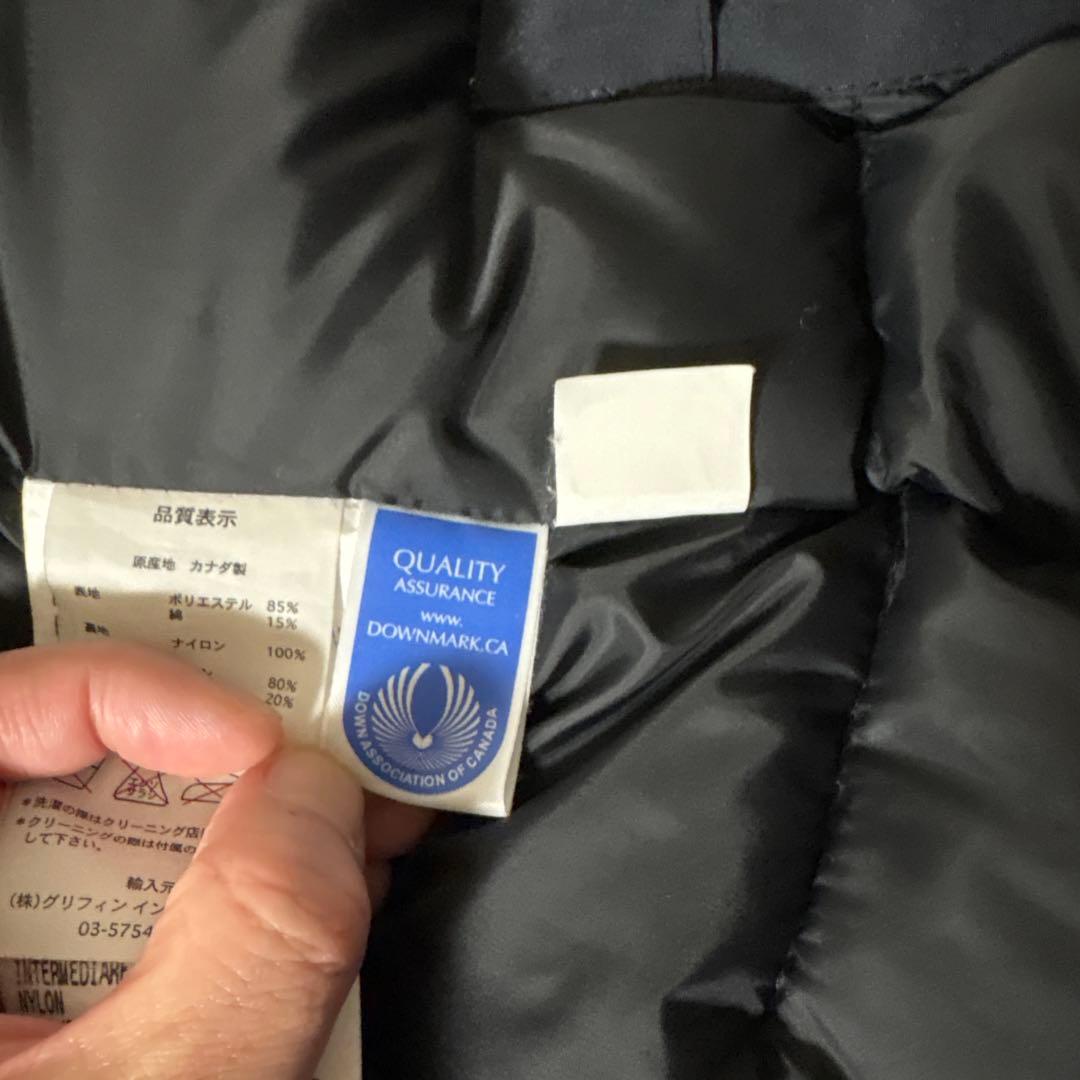 品質表示
原産地 カナダ製
表地 ポリエステル 85%
綿 15%
裏地 ナイロン 100%
80%
20%
*洗濯の際はクリーニング店
*クリーニングの際は付属の
して下さい。
輸入元
(株)グリフィン イン
03-5754
NYLON
QUALITY
ASSURANCE
www.
DOWNMARK.CA
DOWN ASSOCIATION OF CANADA